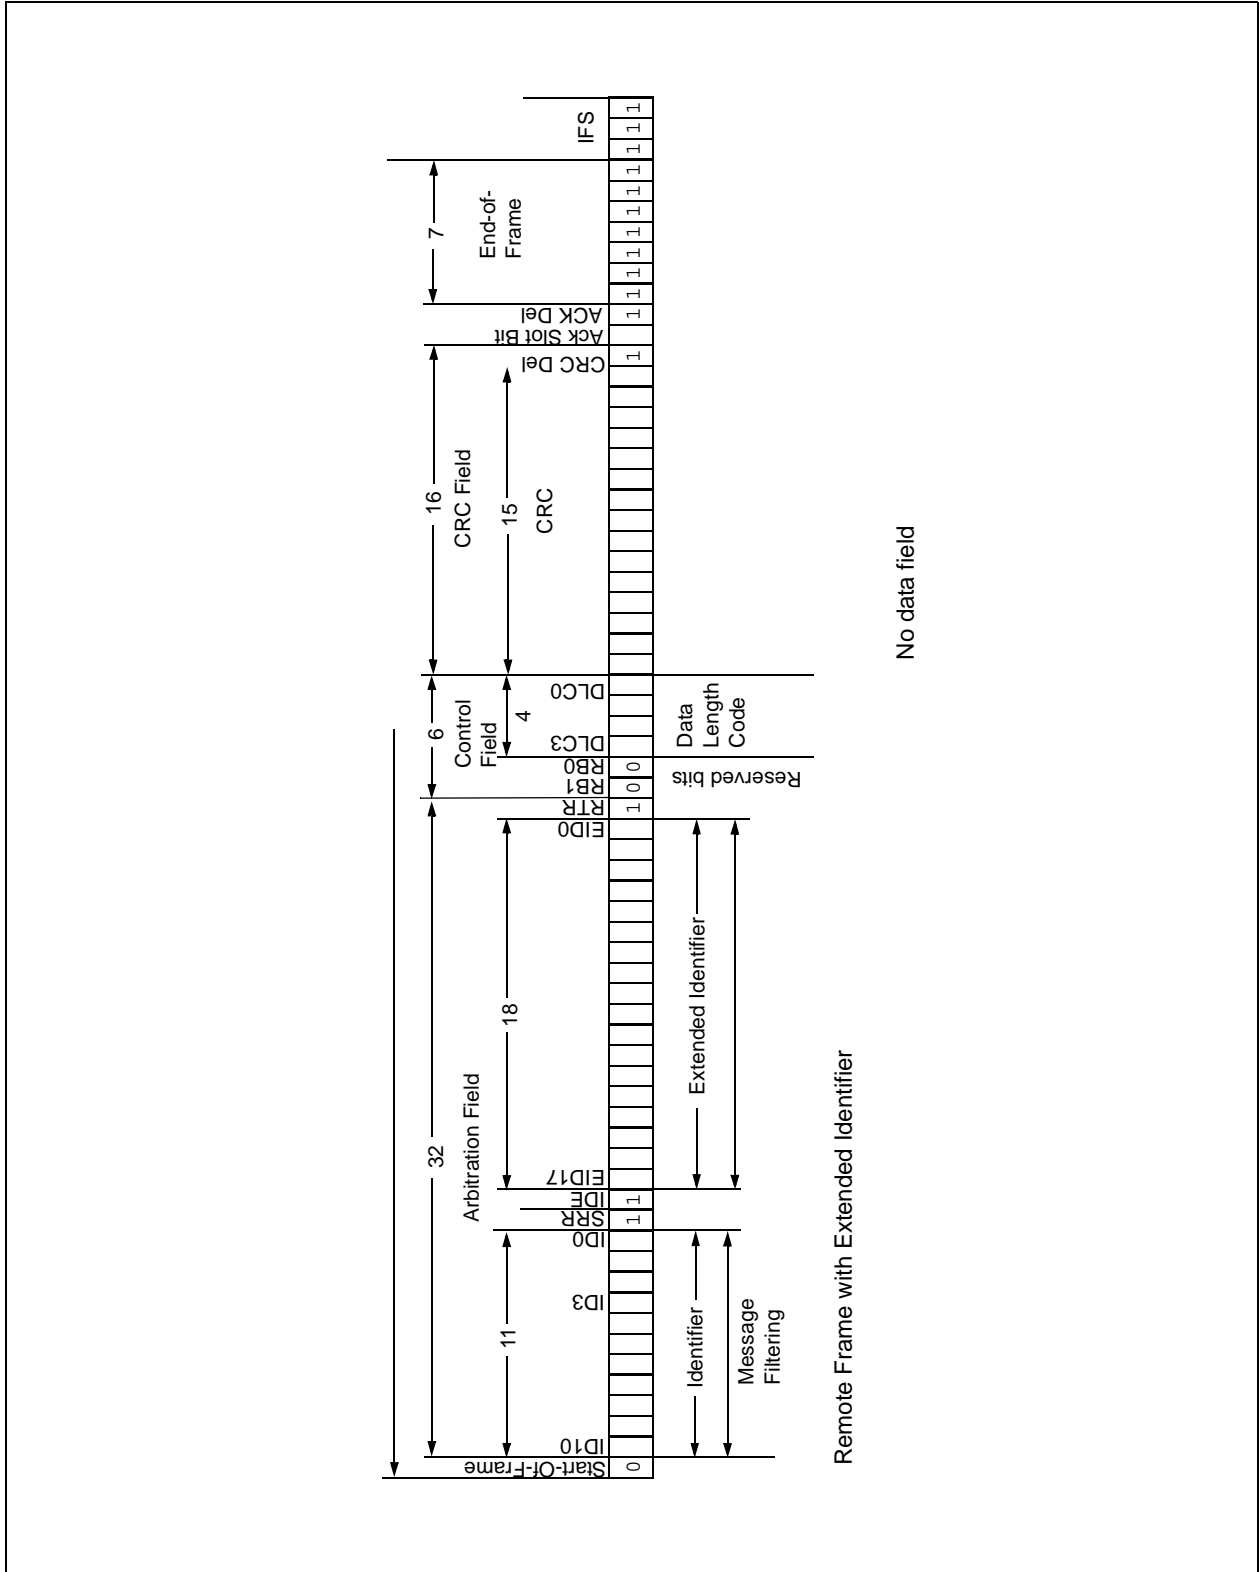 32
6
16
7
Arbitration Field
Control
Field
CRC Field
End-of-
Frame
11
18
4
15
CRC
IFS
Start-Of-Frame
ID10
ID3
ID0
SRR
IDE
EID17
EID0
RTR
RB1
RB0
DLC3
DLC0
CRC Del
Ack Slot Bit
ACK Del
0 1 1 1 0 0 1 1 1 1 1 1 1 1 1 1 1 1
Identifier
Extended Identifier
Reserved bits
Data
Length
Code
Message
Filtering
Remote Frame with Extended Identifier
No data field